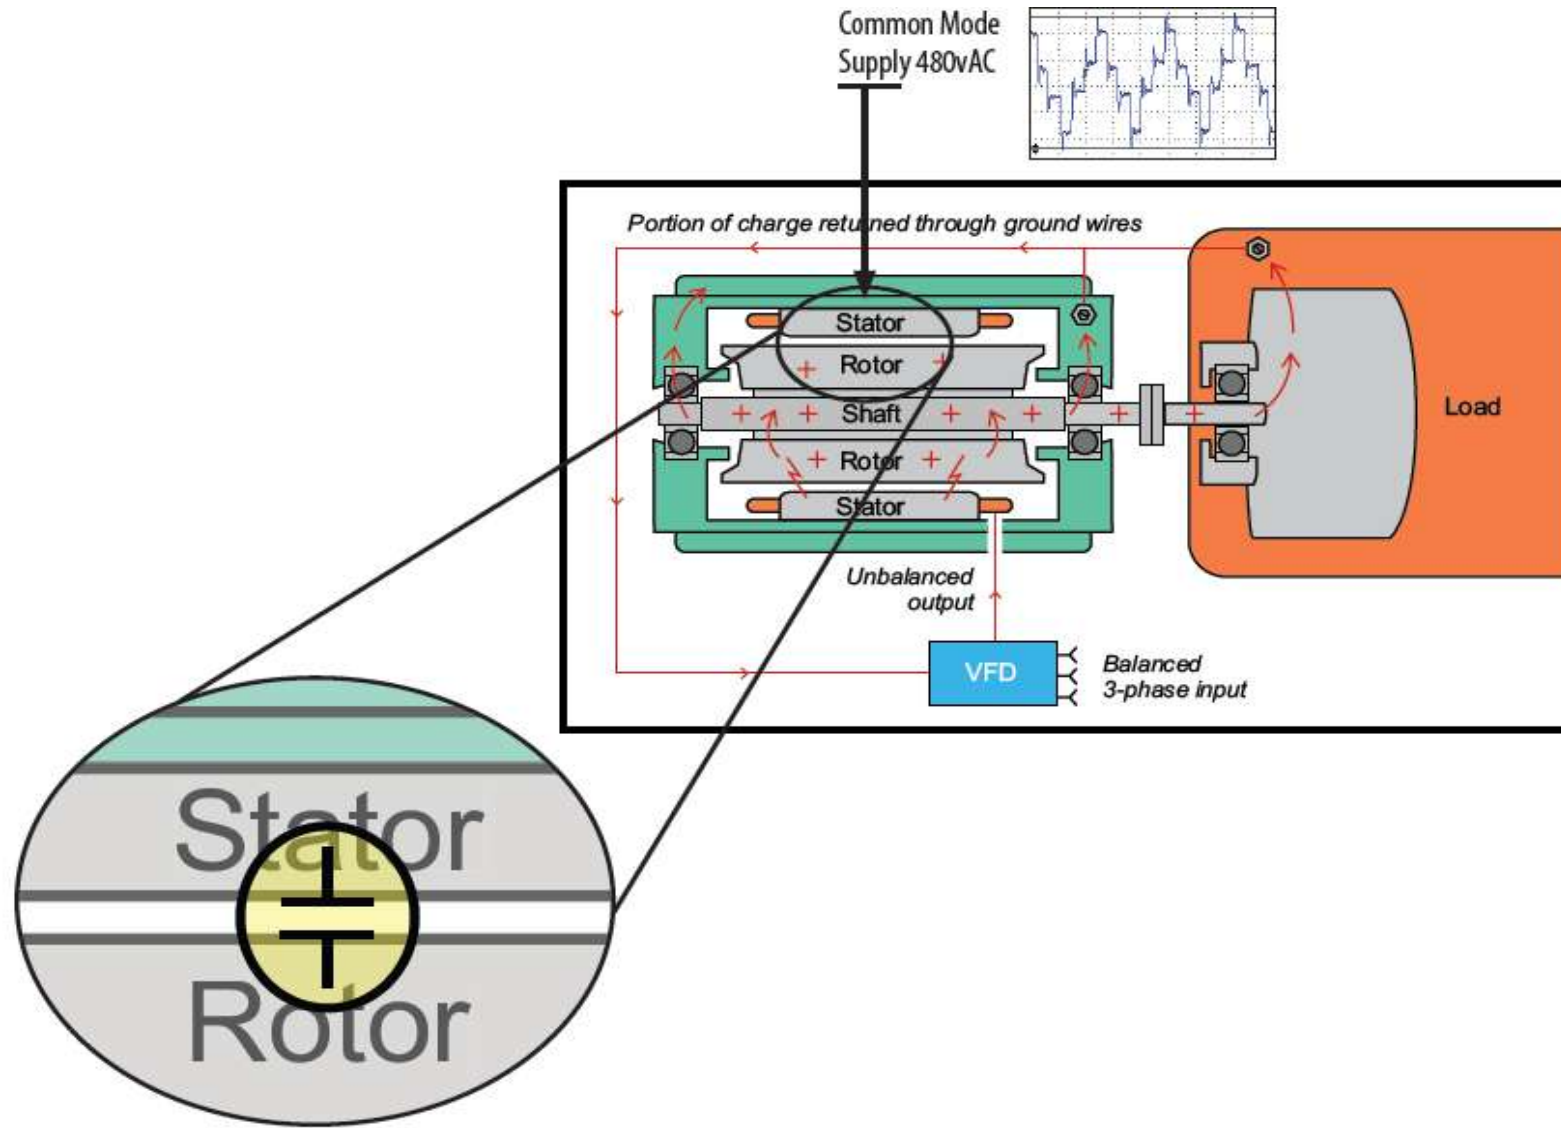 Common Mode
Supply 480vAC
Portion of charge returned through ground wires
Stator
Rotor
Shaft
Rotor
Stator
Load
Unbalanced
output
VFD
Balanced
3-phase input
Stator
Rotor